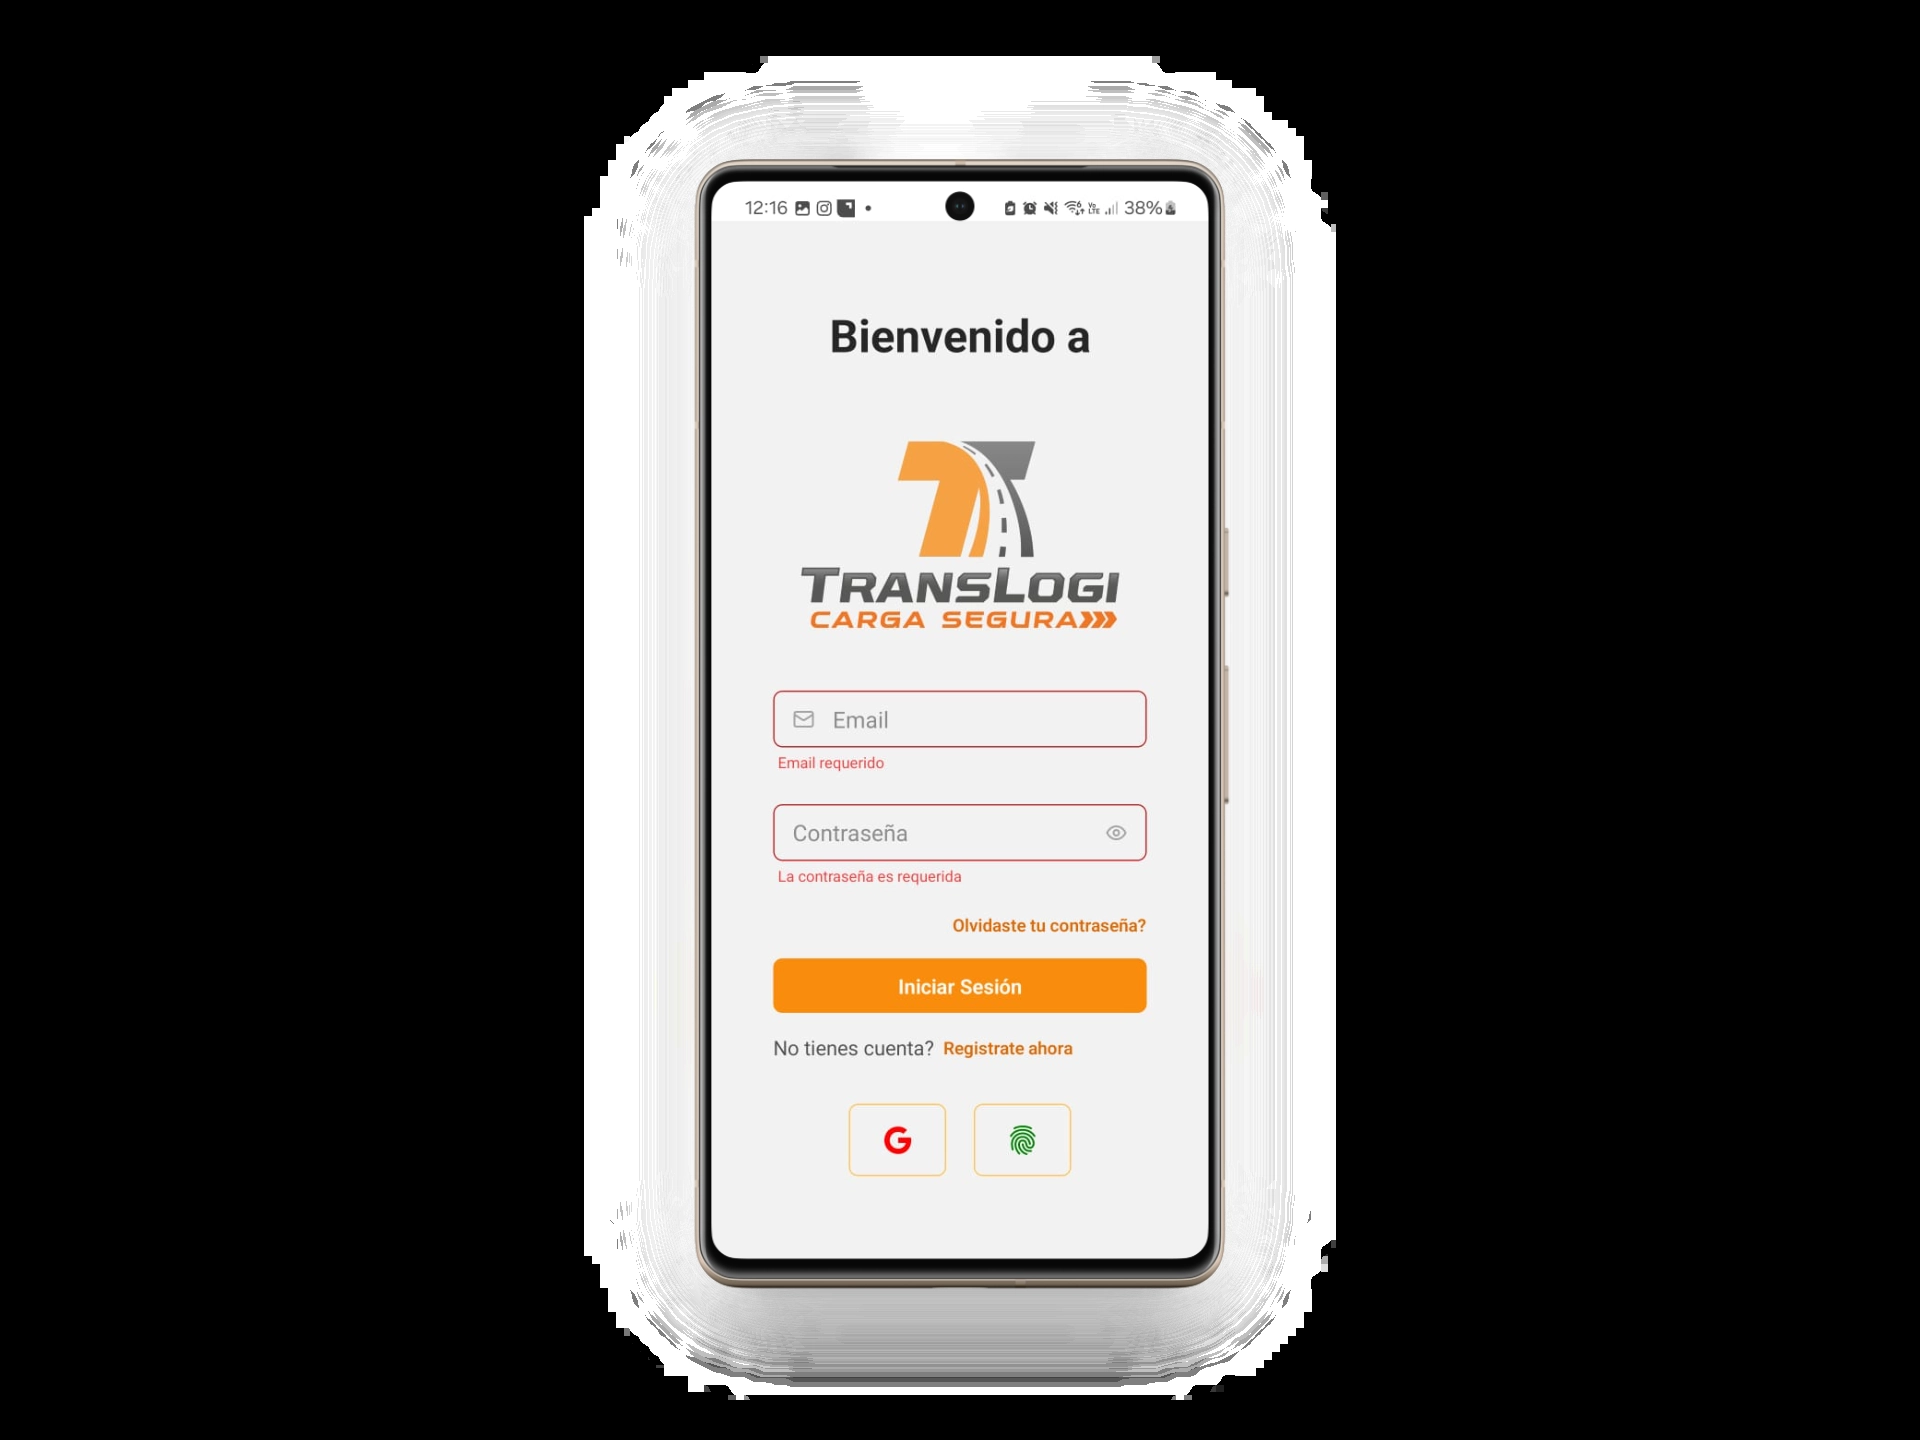 12:16 38%
Bienvenido a
TRANSLOGI
CARGA SEGURA
Email
Email requerido
Contraseña
La contraseña es requerida
Olvidaste tu contraseña?
Iniciar Sesión
No tienes cuenta? Registrate ahora
G